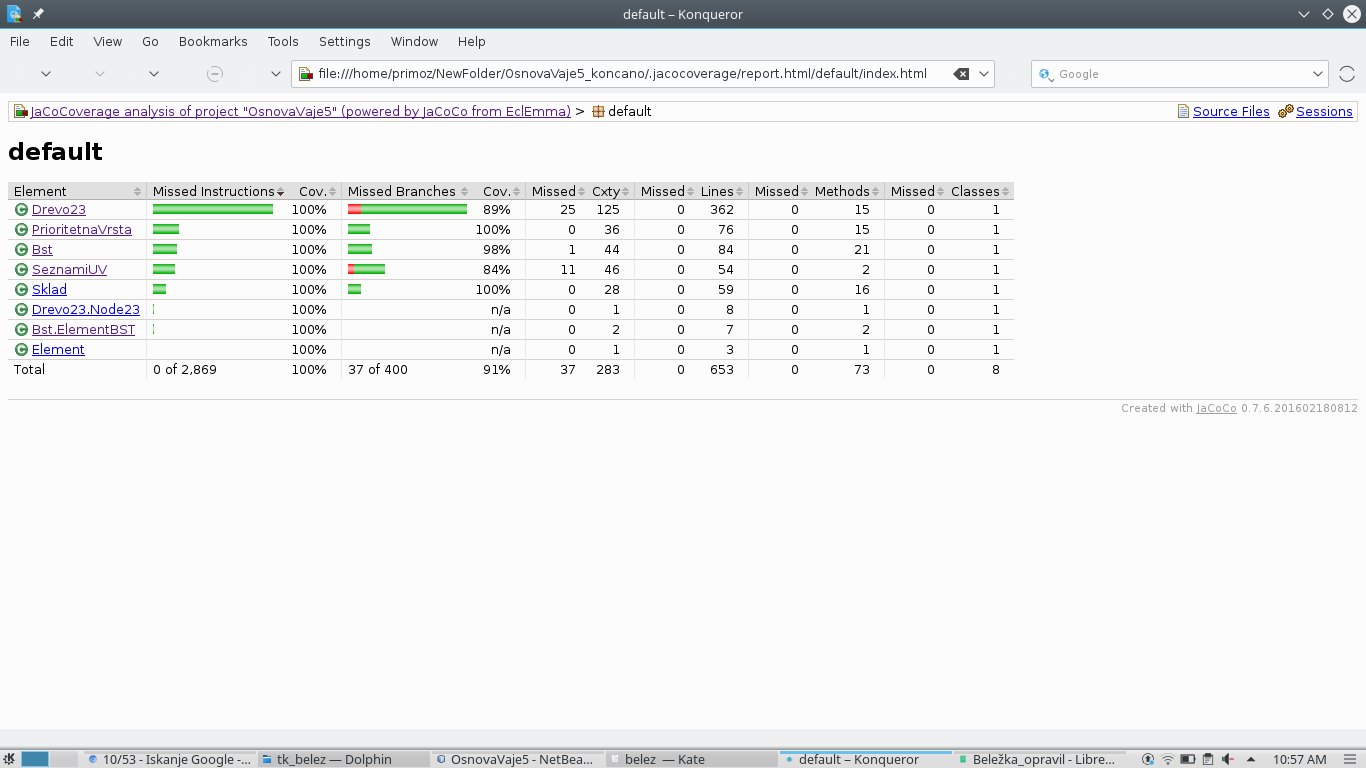 default – Konqueror
File Edit View Go Bookmarks Tools Settings Window Help
file:///home/primoz/NewFolder/OsnovaVaje5_koncano/.jacocoverage/report.html/default/index.html Google
JaCoCoverage analysis of project "OsnovaVaje5" (powered by JaCoCo from EclEmma) > default Source Files Sessions
default
Element Missed Instructions Cov. Missed Branches Cov. Missed Cxty Missed Lines Missed Methods Missed Classes
Drevo23 100% 89% 25 125 0 362 0 15 0 1
PrioritetnaVrsta 100% 100% 0 36 0 76 0 15 0 1
Bst 100% 98% 1 44 0 84 0 21 0 1
SeznamiUV 100% 84% 11 46 0 54 0 2 0 1
Sklad 100% 100% 0 28 0 59 0 16 0 1
Drevo23.Node23 100% n/a 0 1 0 8 0 1 0 1
Bst.ElementBST 100% n/a 0 2 0 7 0 2 0 1
Element 100% n/a 0 1 0 3 0 1 0 1
Total 0 of 2,869 100% 37 of 400 91% 37 283 0 653 0 73 0 8
Created with JaCoCo 0.7.6.201602180812
10/53 - Iskanje Google -... tk_belez — Dolphin OsnovaVaje5 - NetBea... belez — Kate default – Konqueror Beležka_opravil - Libre... 10:57 AM